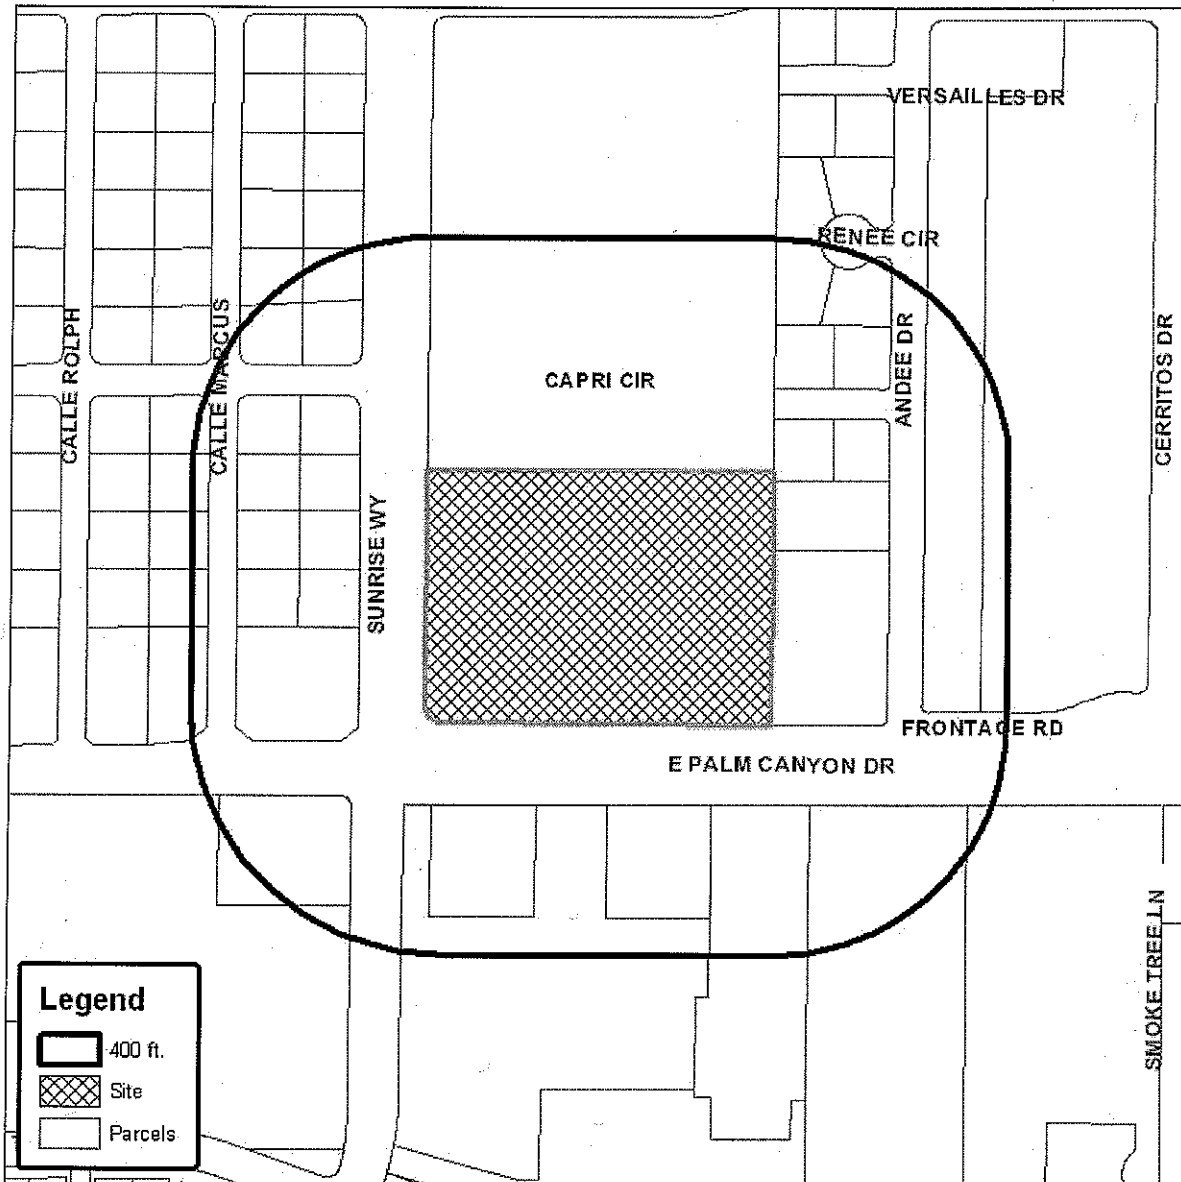 VERSAILLES DR
RENEE CIR
CALLE ROLPH
CALLE MARCUS
CAPRI CIR
ANDEE DR
CERRITOS DR
SUNRISE WY
FRONTAGE RD
E PALM CANYON DR
SMOKE TREE LN
Legend
400 ft.
Site
Parcels